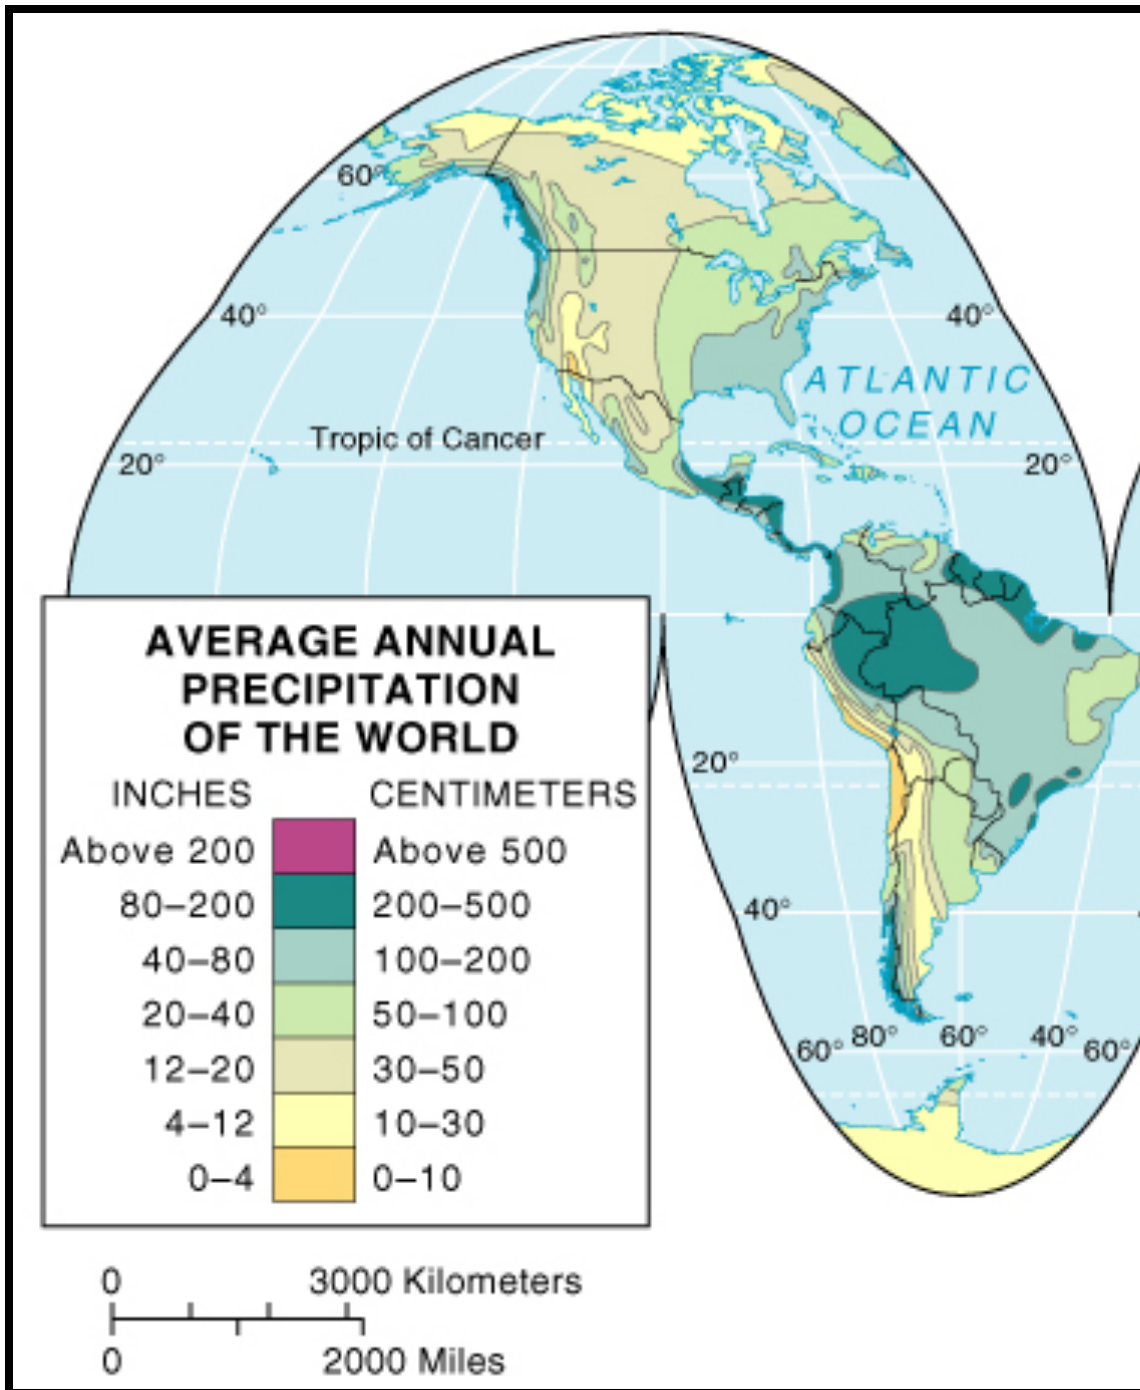 60°
40°
40°
ATLANTIC
OCEAN
Tropic of Cancer
20°
20°
AVERAGE ANNUAL
PRECIPITATION
OF THE WORLD
INCHES CENTIMETERS
Above 200 Above 500
80–200 200–500
40–80 100–200
20–40 50–100
12–20 30–50
4–12 10–30
0–4 0–10
20°
40°
60° 80° 60° 40° 60°
0 3000 Kilometers
0 2000 Miles